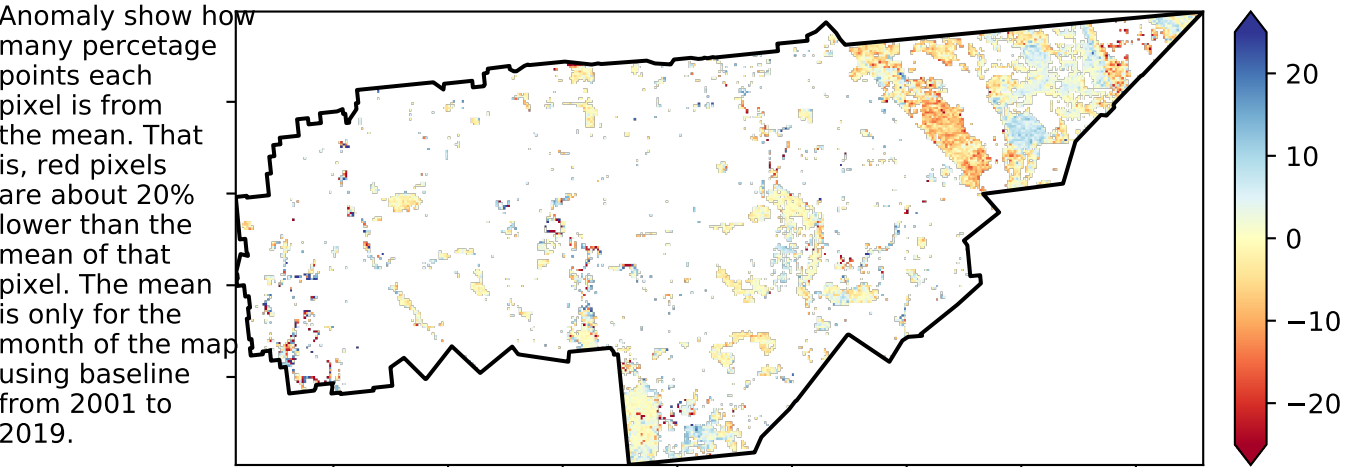 Anomaly show how
many percetage
points each
pixel is from
the mean. That
is, red pixels
are about 20%
lower than the
mean of that
pixel. The mean
is only for the
month of the map
using baseline
from 2001 to
2019.
20
10
0
−10
−20